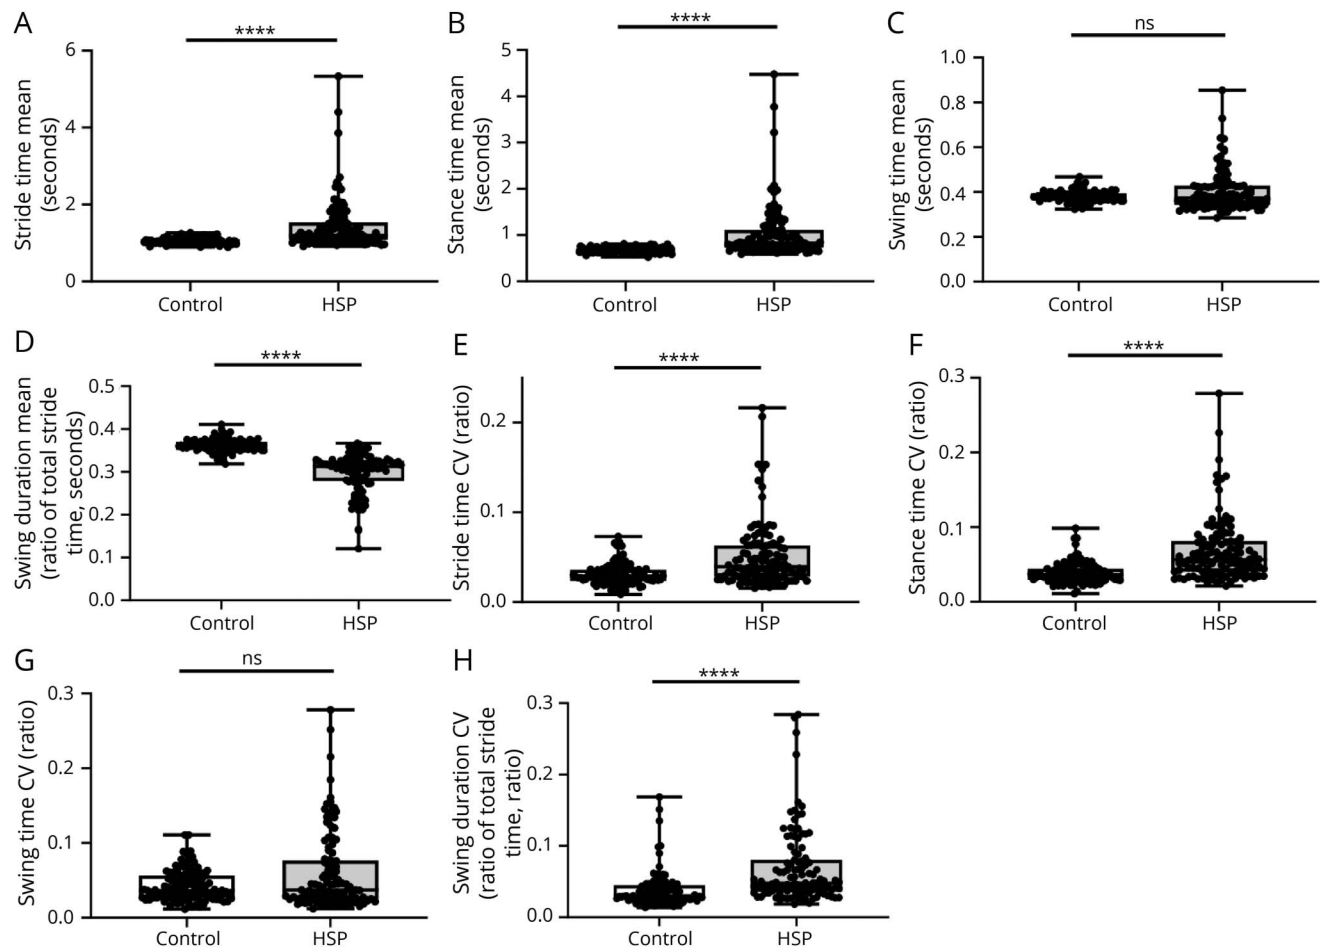 A
****
Stride time mean
(seconds)
6
4
2
0
Control
HSP
B
****
Stance time mean
(seconds)
5
4
3
2
1
0
Control
HSP
C
ns
Swing time mean
(seconds)
1.0
0.8
0.6
0.4
0.2
0.0
Control
HSP
D
****
Swing duration mean
(ratio of total stride
time, seconds)
0.5
0.4
0.3
0.2
0.1
0.0
Control
HSP
E
****
Stride time CV (ratio)
0.2
0.1
0.0
Control
HSP
F
****
Stance time CV (ratio)
0.3
0.2
0.1
0.0
Control
HSP
G
ns
Swing time CV (ratio)
0.3
0.2
0.1
0.0
Control
HSP
H
****
Swing duration CV
(ratio of total stride
time, ratio)
0.3
0.2
0.1
0.0
Control
HSP